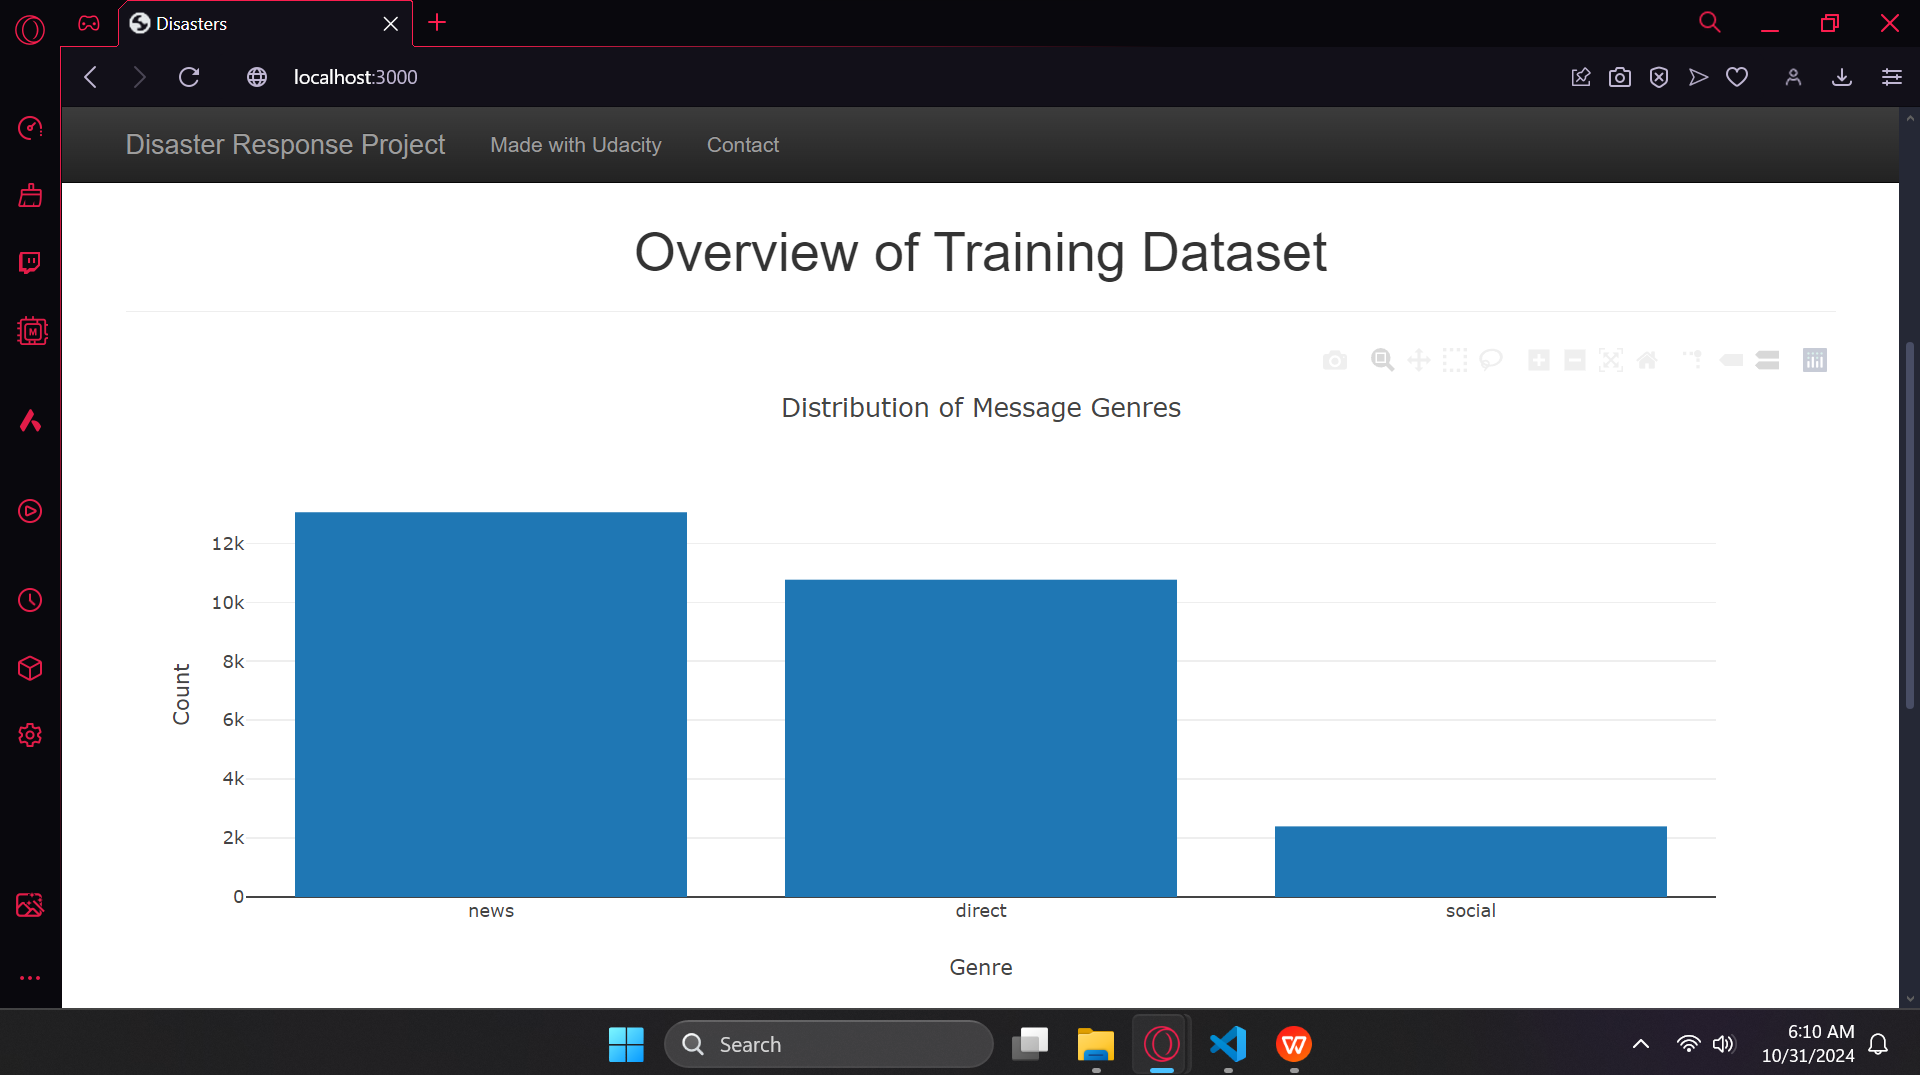 Disasters
localhost:3000
Disaster Response Project
Made with Udacity
Contact
Overview of Training Dataset
Distribution of Message Genres
12k
10k
8k
6k
4k
2k
0
Count
news
direct
social
Genre
Search
6:10 AM
10/31/2024